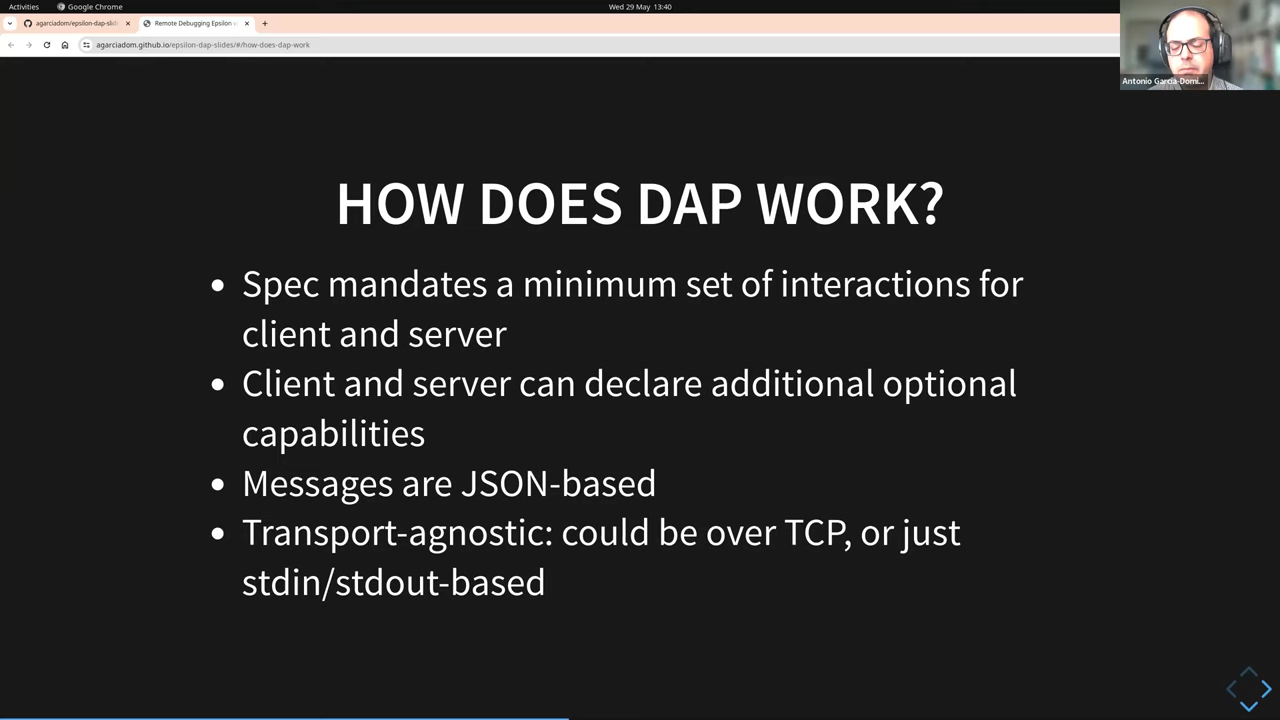 Activities
Google Chrome
Wed 29 May 13:40
agarciadom/epsilon-dap-slid
Remote Debugging Epsilon
agarciadom.github.io/epsilon-dap-slides/#/how-does-dap-work
Antonio Garcia-Domi...
HOW DOES DAP WORK?
• Spec mandates a minimum set of interactions for
client and server
• Client and server can declare additional optional
capabilities
• Messages are JSON-based
• Transport-agnostic: could be over TCP, or just
stdin/stdout-based